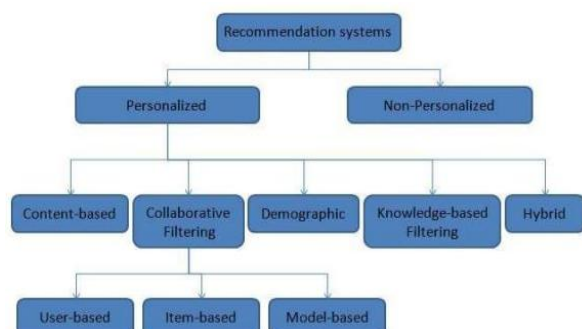 Recommendation systems
Personalized
Non-Personalized
Content-based
Collaborative
Filtering
Demographic
Knowledge-based
Filtering
Hybrid
User-based
Item-based
Model-based